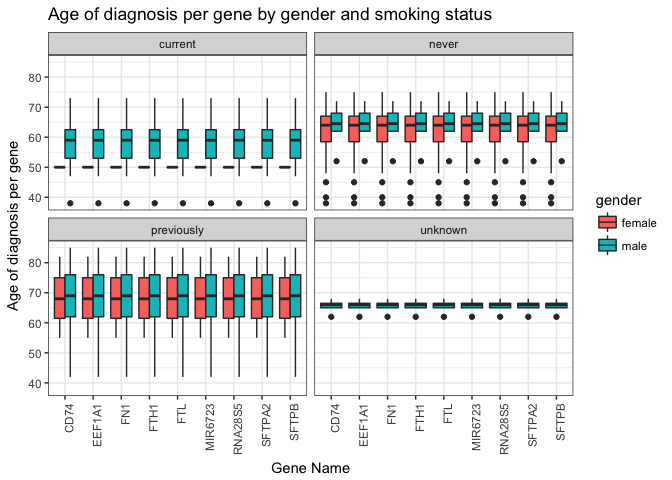 Age of diagnosis per gene by gender and smoking status
current
never
80
70
60
50
40
previously
unknown
80
70
60
50
40
Age of diagnosis per gene
CD74
EEF1A1
FN1
FTH1
FTL
MIR6723
RNA28S5
SFTPA2
SFTPB
CD74
EEF1A1
FN1
FTH1
FTL
MIR6723
RNA28S5
SFTPA2
SFTPB
Gene Name
gender
female
male